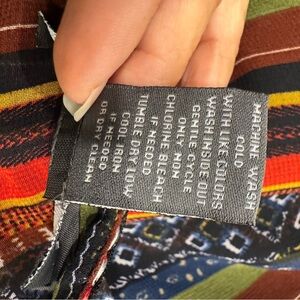 MACHINE WASH
COLD
WITH LIKE COLORS
WASH INSIDE OUT
GENTLE CYCLE
ONLY NON
CHLORINE BLEACH
IF NEEDED
TUMBLE DRY LOW
COOL IRON
IF NEEDED
OR DRY CLEAN